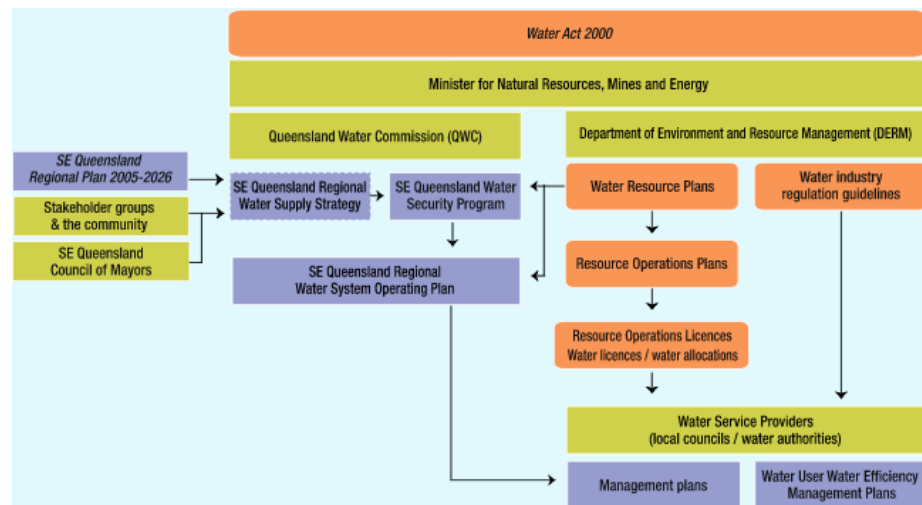 Water Act 2000
Minister for Natural Resources, Mines and Energy
Queensland Water Commission (QWC)
Department of Environment and Resource Management (DERM)
SE Queensland
Regional Plan 2005-2026
Stakeholder groups
& the community
SE Queensland
Council of Mayors
SE Queensland Regional
Water Supply Strategy
SE Queensland Water
Security Program
SE Queensland Regional
Water System Operating Plan
Water Resource Plans
Water industry
regulation guidelines
Resource Operations Plans
Resource Operations Licences
Water licences / water allocations
Water Service Providers
(local councils / water authorities)
Management plans
Water User Water Efficiency
Management Plans